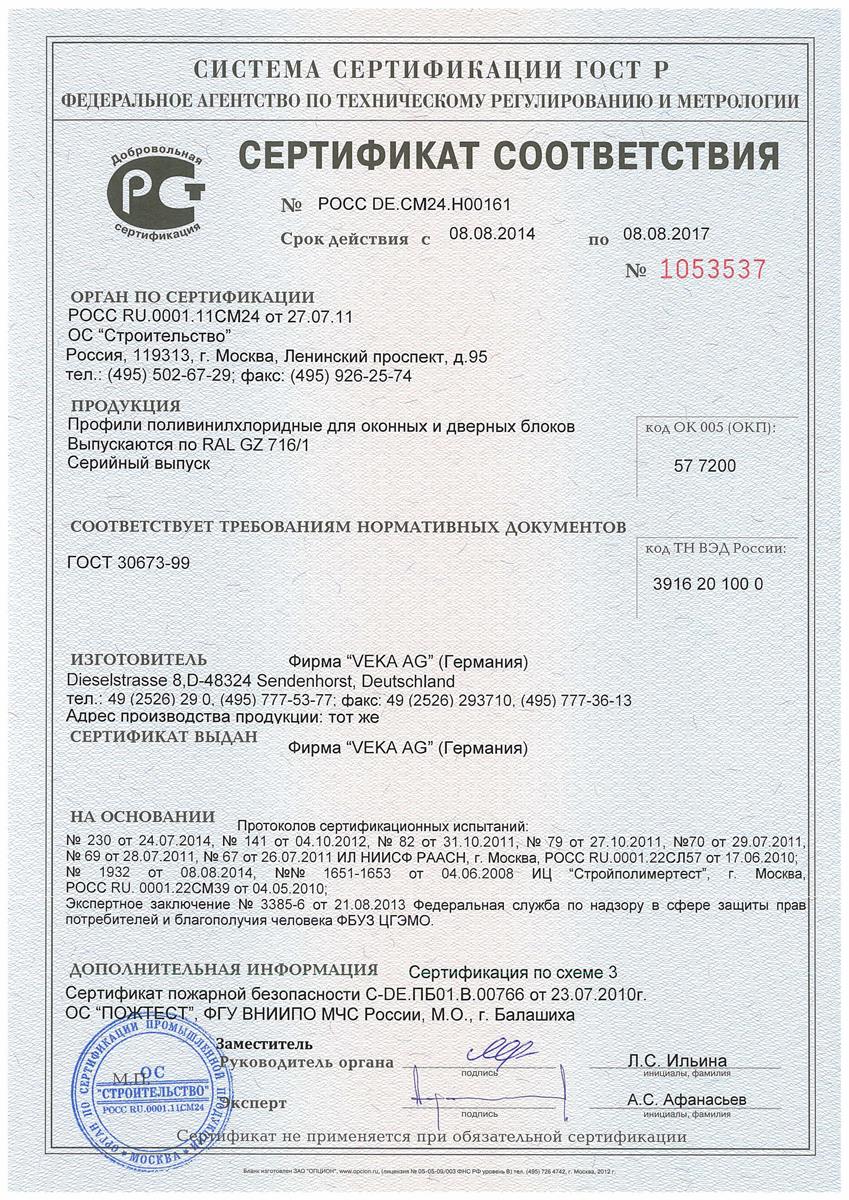 СИСТЕМА СЕРТИФИКАЦИИ ГОСТ Р
ФЕДЕРАЛЬНОЕ АГЕНТСТВО ПО ТЕХНИЧЕСКОМУ РЕГУЛИРОВАНИЮ И МЕТРОЛОГИИ
Добровольная
РСТ
сертификация
СЕРТИФИКАТ СООТВЕТСТВИЯ
№ РОСС DE.СМ24.Н00161
Срок действия с 08.08.2014 по 08.08.2017
№ 1053537
ОРГАН ПО СЕРТИФИКАЦИИ
РОСС RU.0001.11СМ24 от 27.07.11
ОС “Строительство”
Россия, 119313, г. Москва, Ленинский проспект, д.95
тел.: (495) 502-67-29; факс: (495) 926-25-74
ПРОДУКЦИЯ
Профили поливинилхлоридные для оконных и дверных блоков
Выпускаются по RAL GZ 716/1
Серийный выпуск
код ОК 005 (ОКП):
57 7200
СООТВЕТСТВУЕТ ТРЕБОВАНИЯМ НОРМАТИВНЫХ ДОКУМЕНТОВ
ГОСТ 30673-99
код ТН ВЭД России:
3916 20 100 0
ИЗГОТОВИТЕЛЬ Фирма “VEKA AG” (Германия)
Dieselstrasse 8,D-48324 Sendenhorst, Deutschland
тел.: 49 (2526) 29 0, (495) 777-53-77; факс: 49 (2526) 293710, (495) 777-36-13
Адрес производства продукции: тот же
СЕРТИФИКАТ ВЫДАН Фирма “VEKA AG” (Германия)
НА ОСНОВАНИИ Протоколов сертификационных испытаний:
№ 230 от 24.07.2014, № 141 от 04.10.2012, № 82 от 31.10.2011, № 79 от 27.10.2011, №70 от 29.07.2011,
№ 69 от 28.07.2011, № 67 от 26.07.2011 ИЛ НИИСФ РААСН, г. Москва, РОСС RU.0001.22СЛ57 от 17.06.2010;
№ 1932 от 08.08.2014, №№ 1651-1653 от 04.06.2008 ИЦ “Стройполимертест”, г. Москва,
РОСС RU. 0001.22СМ39 от 04.05.2010;
Экспертное заключение № 3385-6 от 21.08.2013 Федеральная служба по надзору в сфере защиты прав
потребителей и благополучия человека ФБУЗ ЦГЭМО.
ДОПОЛНИТЕЛЬНАЯ ИНФОРМАЦИЯ Сертификация по схеме 3
Сертификат пожарной безопасности С-DE.ПБ01.В.00766 от 23.07.2010г.
ОС “ПОЖТЕСТ”, ФГУ ВНИИПО МЧС России, М.О., г. Балашиха
Заместитель
Руководитель органа
подпись
Л.С. Ильина
инициалы, фамилия
М.П.
Эксперт
подпись
А.С. Афанасьев
инициалы, фамилия
ОРГАН ПО СЕРТИФИКАЦИИ ПРОМЫШЛЕННОЙ ПРОДУКЦИИ
ОС
"СТРОИТЕЛЬСТВО"
РОСС RU.0001.11СМ24
МОСКВА
Сертификат не применяется при обязательной сертификации
Бланк изготовлен ЗАО "ОПЦИОН", www.opcion.ru, (лицензия № 05-05-09/003 ФНС РФ уровень В) тел. (495) 726 4742, г. Москва, 2012 г.